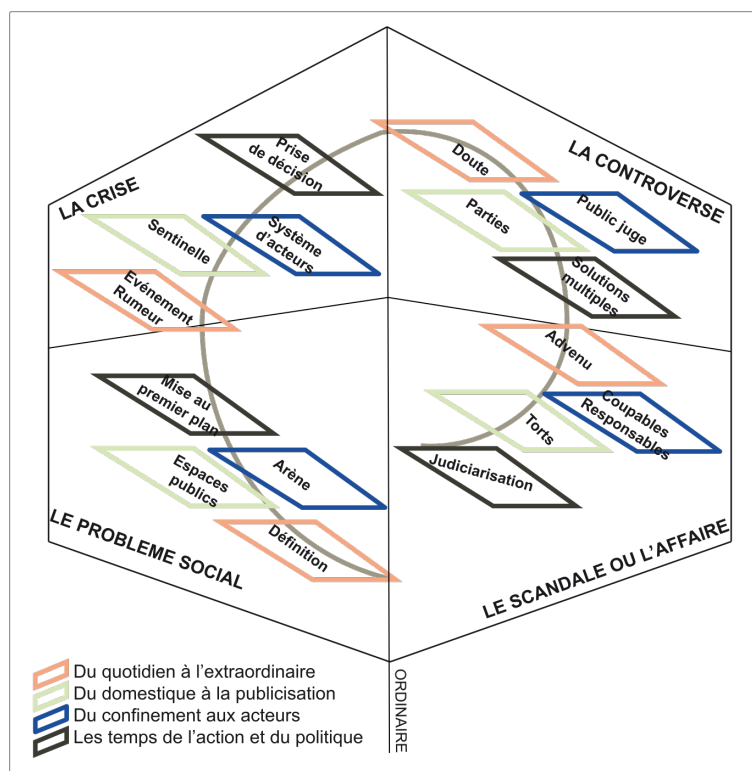 LA CRISE
Prise
de décision
Sentinelle
Système
d'acteurs
Evénement
Rumeur
LA CONTROVERSE
Doute
Parties
Public juge
Solutions
multiples
LE PROBLEME SOCIAL
Mise au
premier plan
Espaces
publics
Arène
Définition
LE SCANDALE OU L'AFFAIRE
Advenu
Torts
Coupables
Responsables
Judiciarisation
ORDINAIRE
Du quotidien à l'extraordinaire
Du domestique à la publicisation
Du confinement aux acteurs
Les temps de l'action et du politique